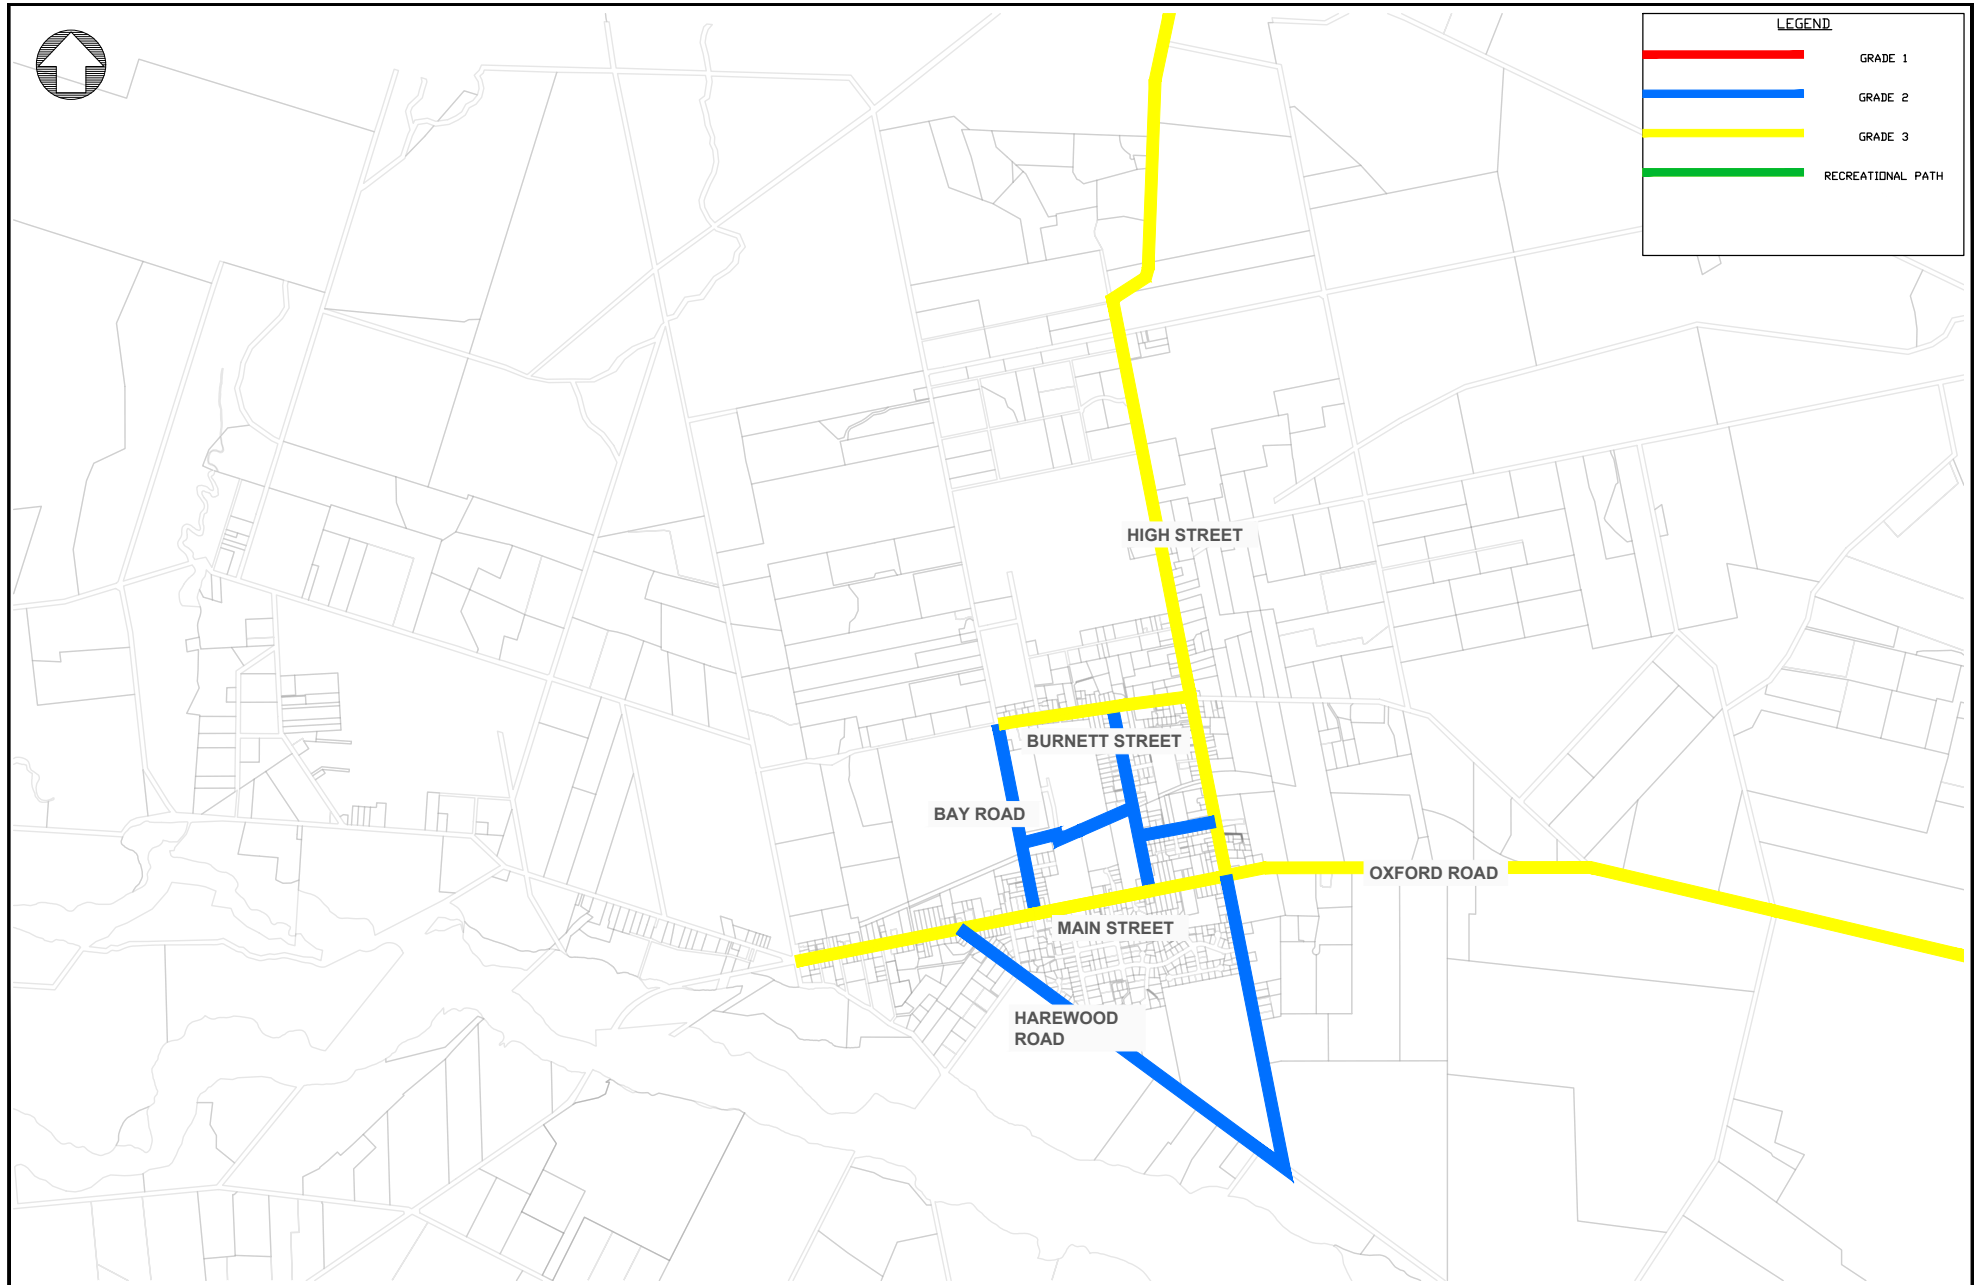 LEGEND
GRADE 1
GRADE 2
GRADE 3
RECREATIONAL PATH
HIGH STREET
BURNETT STREET
BAY ROAD
OXFORD ROAD
MAIN STREET
HAREWOOD
ROAD